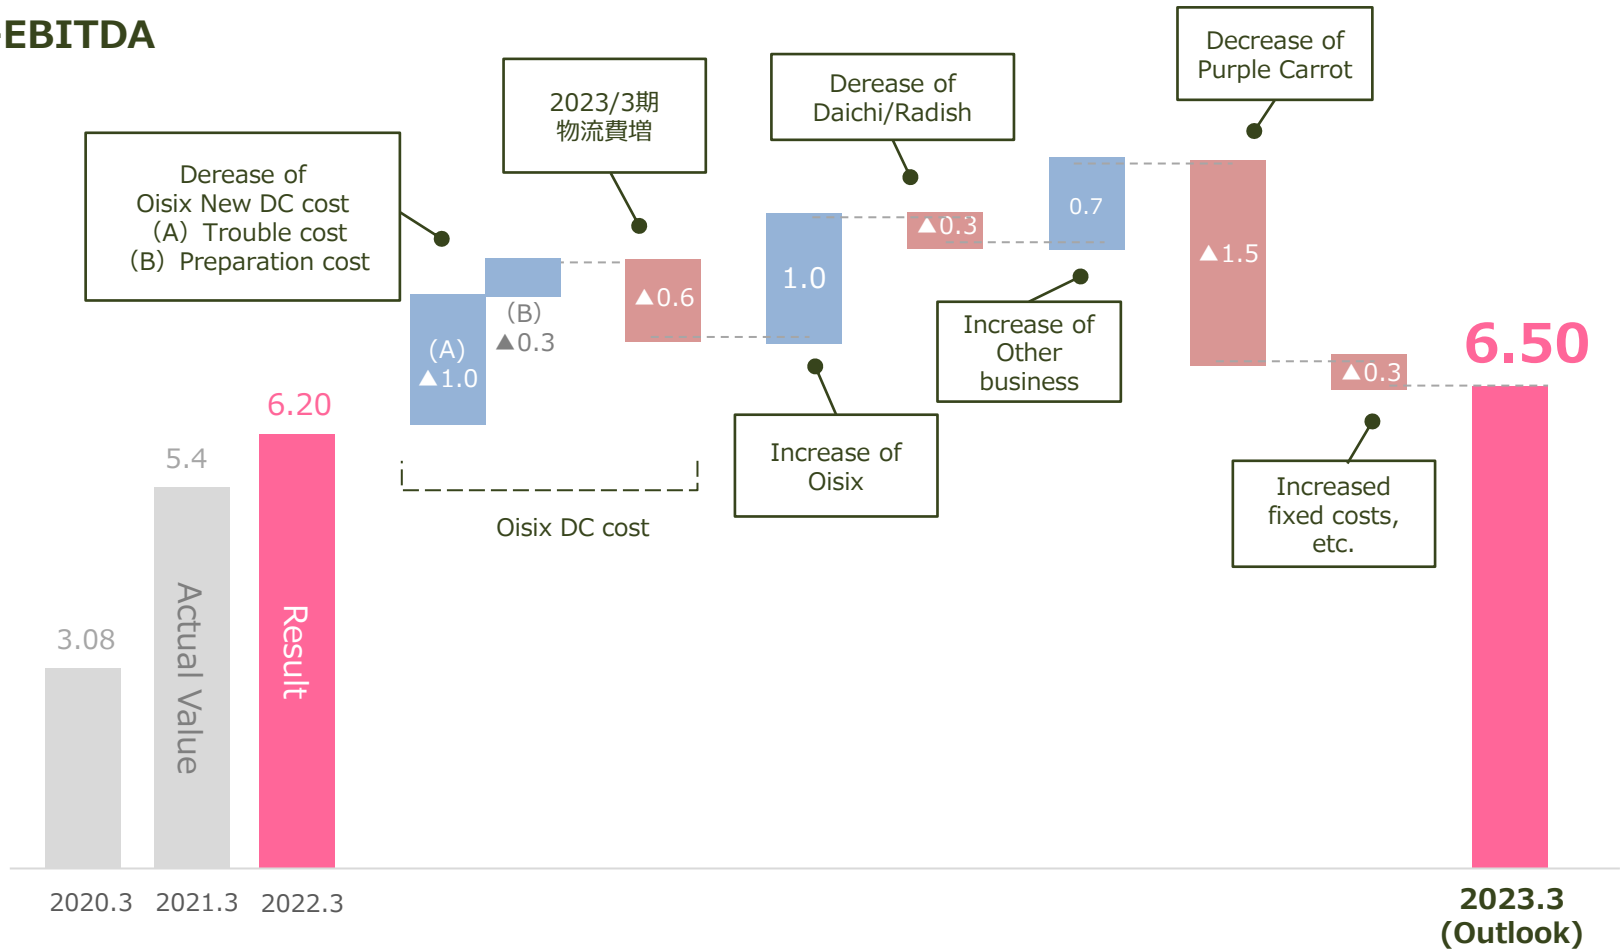 EBITDA
Derease of
Oisix New DC cost
（A）Trouble cost
（B）Preparation cost
2023/3期
物流費増
Derease of
Daichi/Radish
Decrease of
Purple Carrot
（A）
▲1.0
（B）
▲0.3
▲0.6
1.0
▲0.3
0.7
▲1.5
▲0.3
Increase of
Oisix
Increase of
Other
business
Increased
fixed costs,
etc.
Oisix DC cost
3.08
5.4
6.20
6.50
Actual Value
Result
2020.3
2021.3
2022.3
2023.3
(Outlook)